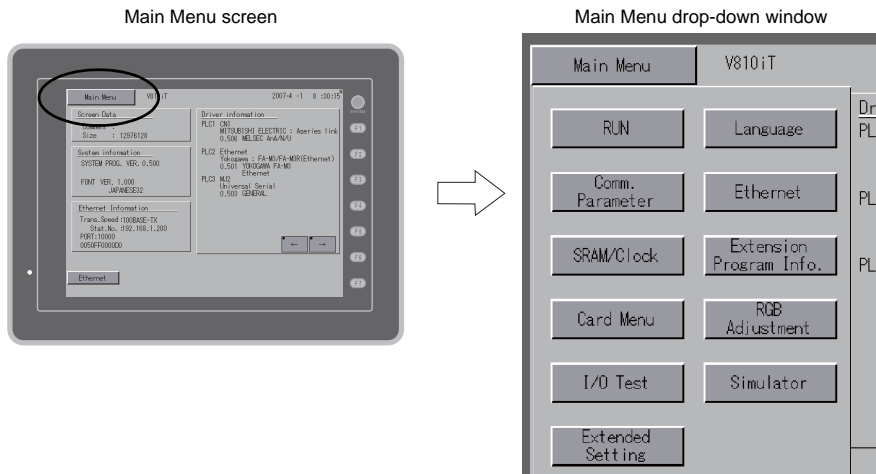 Main Menu screen
Main Menu drop-down window
Main Menu
V810iT
2007-4 -1 8 :30:15
SYSTEM
Screen Data
Comment :
Size : 12976128
System information
SYSTEM PROG. VER. 0.500
FONT VER. 1.000
JAPANESE32
Ethernet Information
Trans.Speed :100BASE-TX
Stat.No. :192.168.1.200
PORT:10000
0050FF0000D0
Ethernet
Driver information
PLC1 CN1
MITSUBISHI ELECTRIC : Aseries link
0.506 MELSEC AnA/N/U
PLC2 Ethernet
Yokogawa : FA-M3/FA-M3R(Ethernet)
0.501 YOKOGAWA FA-M3
Ethernet
PLC3 MJ2
Universal Serial
0.503 GENERAL
← →
F1
F2
F3
F4
F5
F6
F7
Main Menu
V810iT
RUN
Language
Comm.
Parameter
Ethernet
SRAM/Clock
Extension
Program Info.
Card Menu
RGB
Adjustment
I/O Test
Simulator
Extended
Setting
Dr
PL
PL
PL